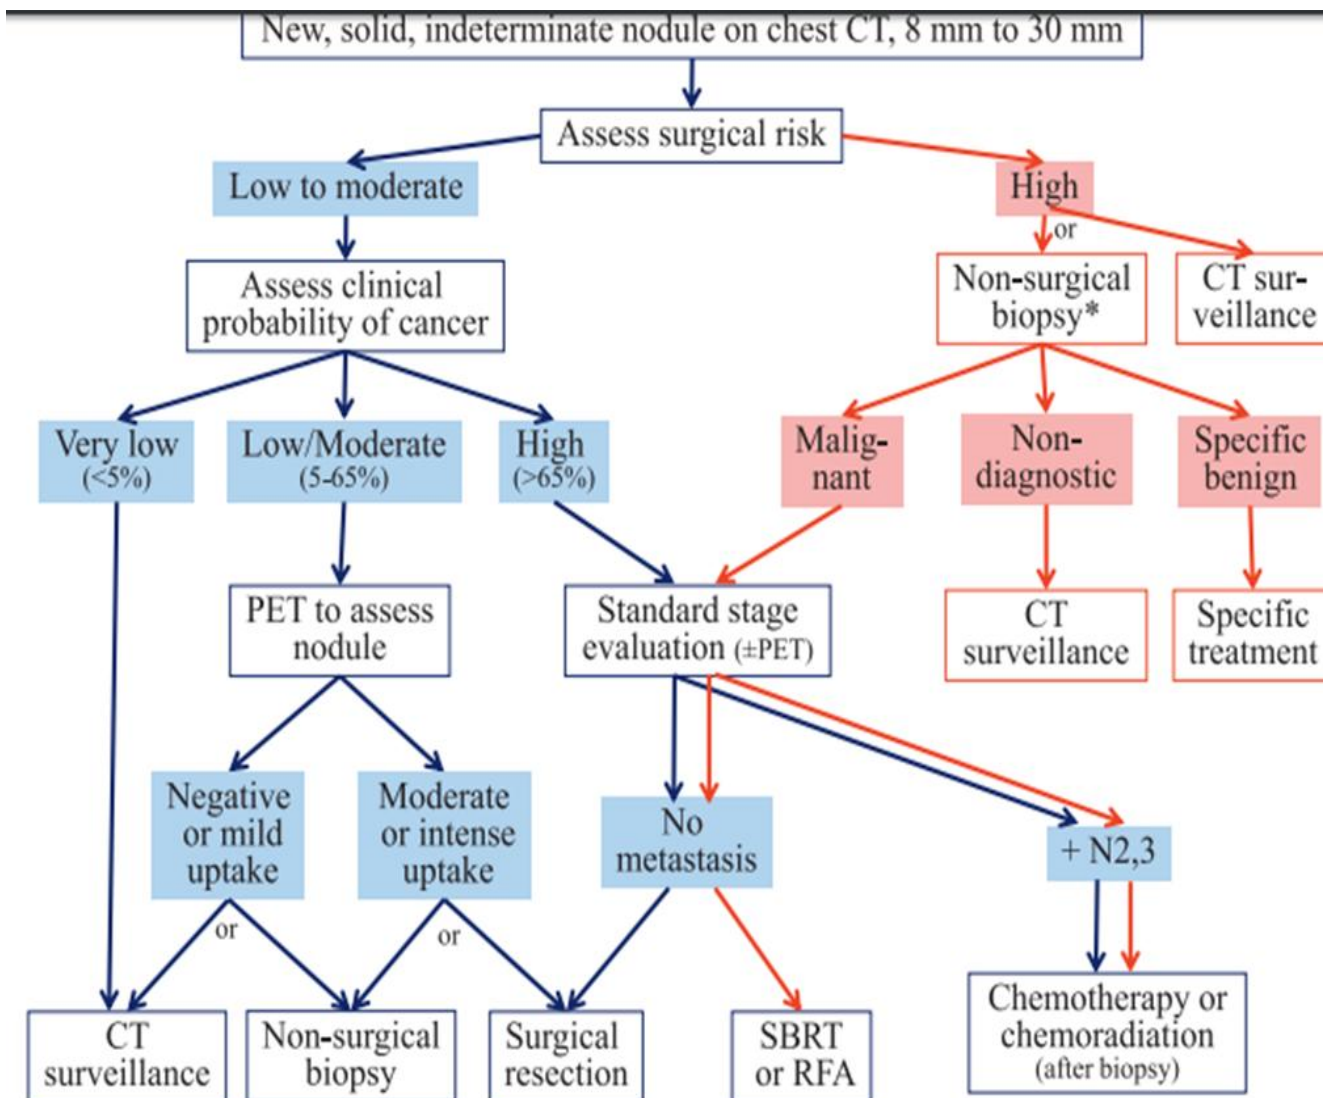 New, solid, indeterminate nodule on chest CT, 8 mm to 30 mm
Assess surgical risk
Low to moderate
High
or
Assess clinical
probability of cancer
Non-surgical
biopsy*
CT sur-
veillance
Very low
(<5%)
Low/Moderate
(5-65%)
High
(>65%)
Malig-
nant
Non-
diagnostic
Specific
benign
PET to assess
nodule
Standard stage
evaluation (±PET)
CT
surveillance
Specific
treatment
Negative
or mild
uptake
Moderate
or intense
uptake
No
metastasis
+ N2,3
or
or
CT
surveillance
Non-surgical
biopsy
Surgical
resection
SBRT
or RFA
Chemotherapy or
chemoradiation
(after biopsy)